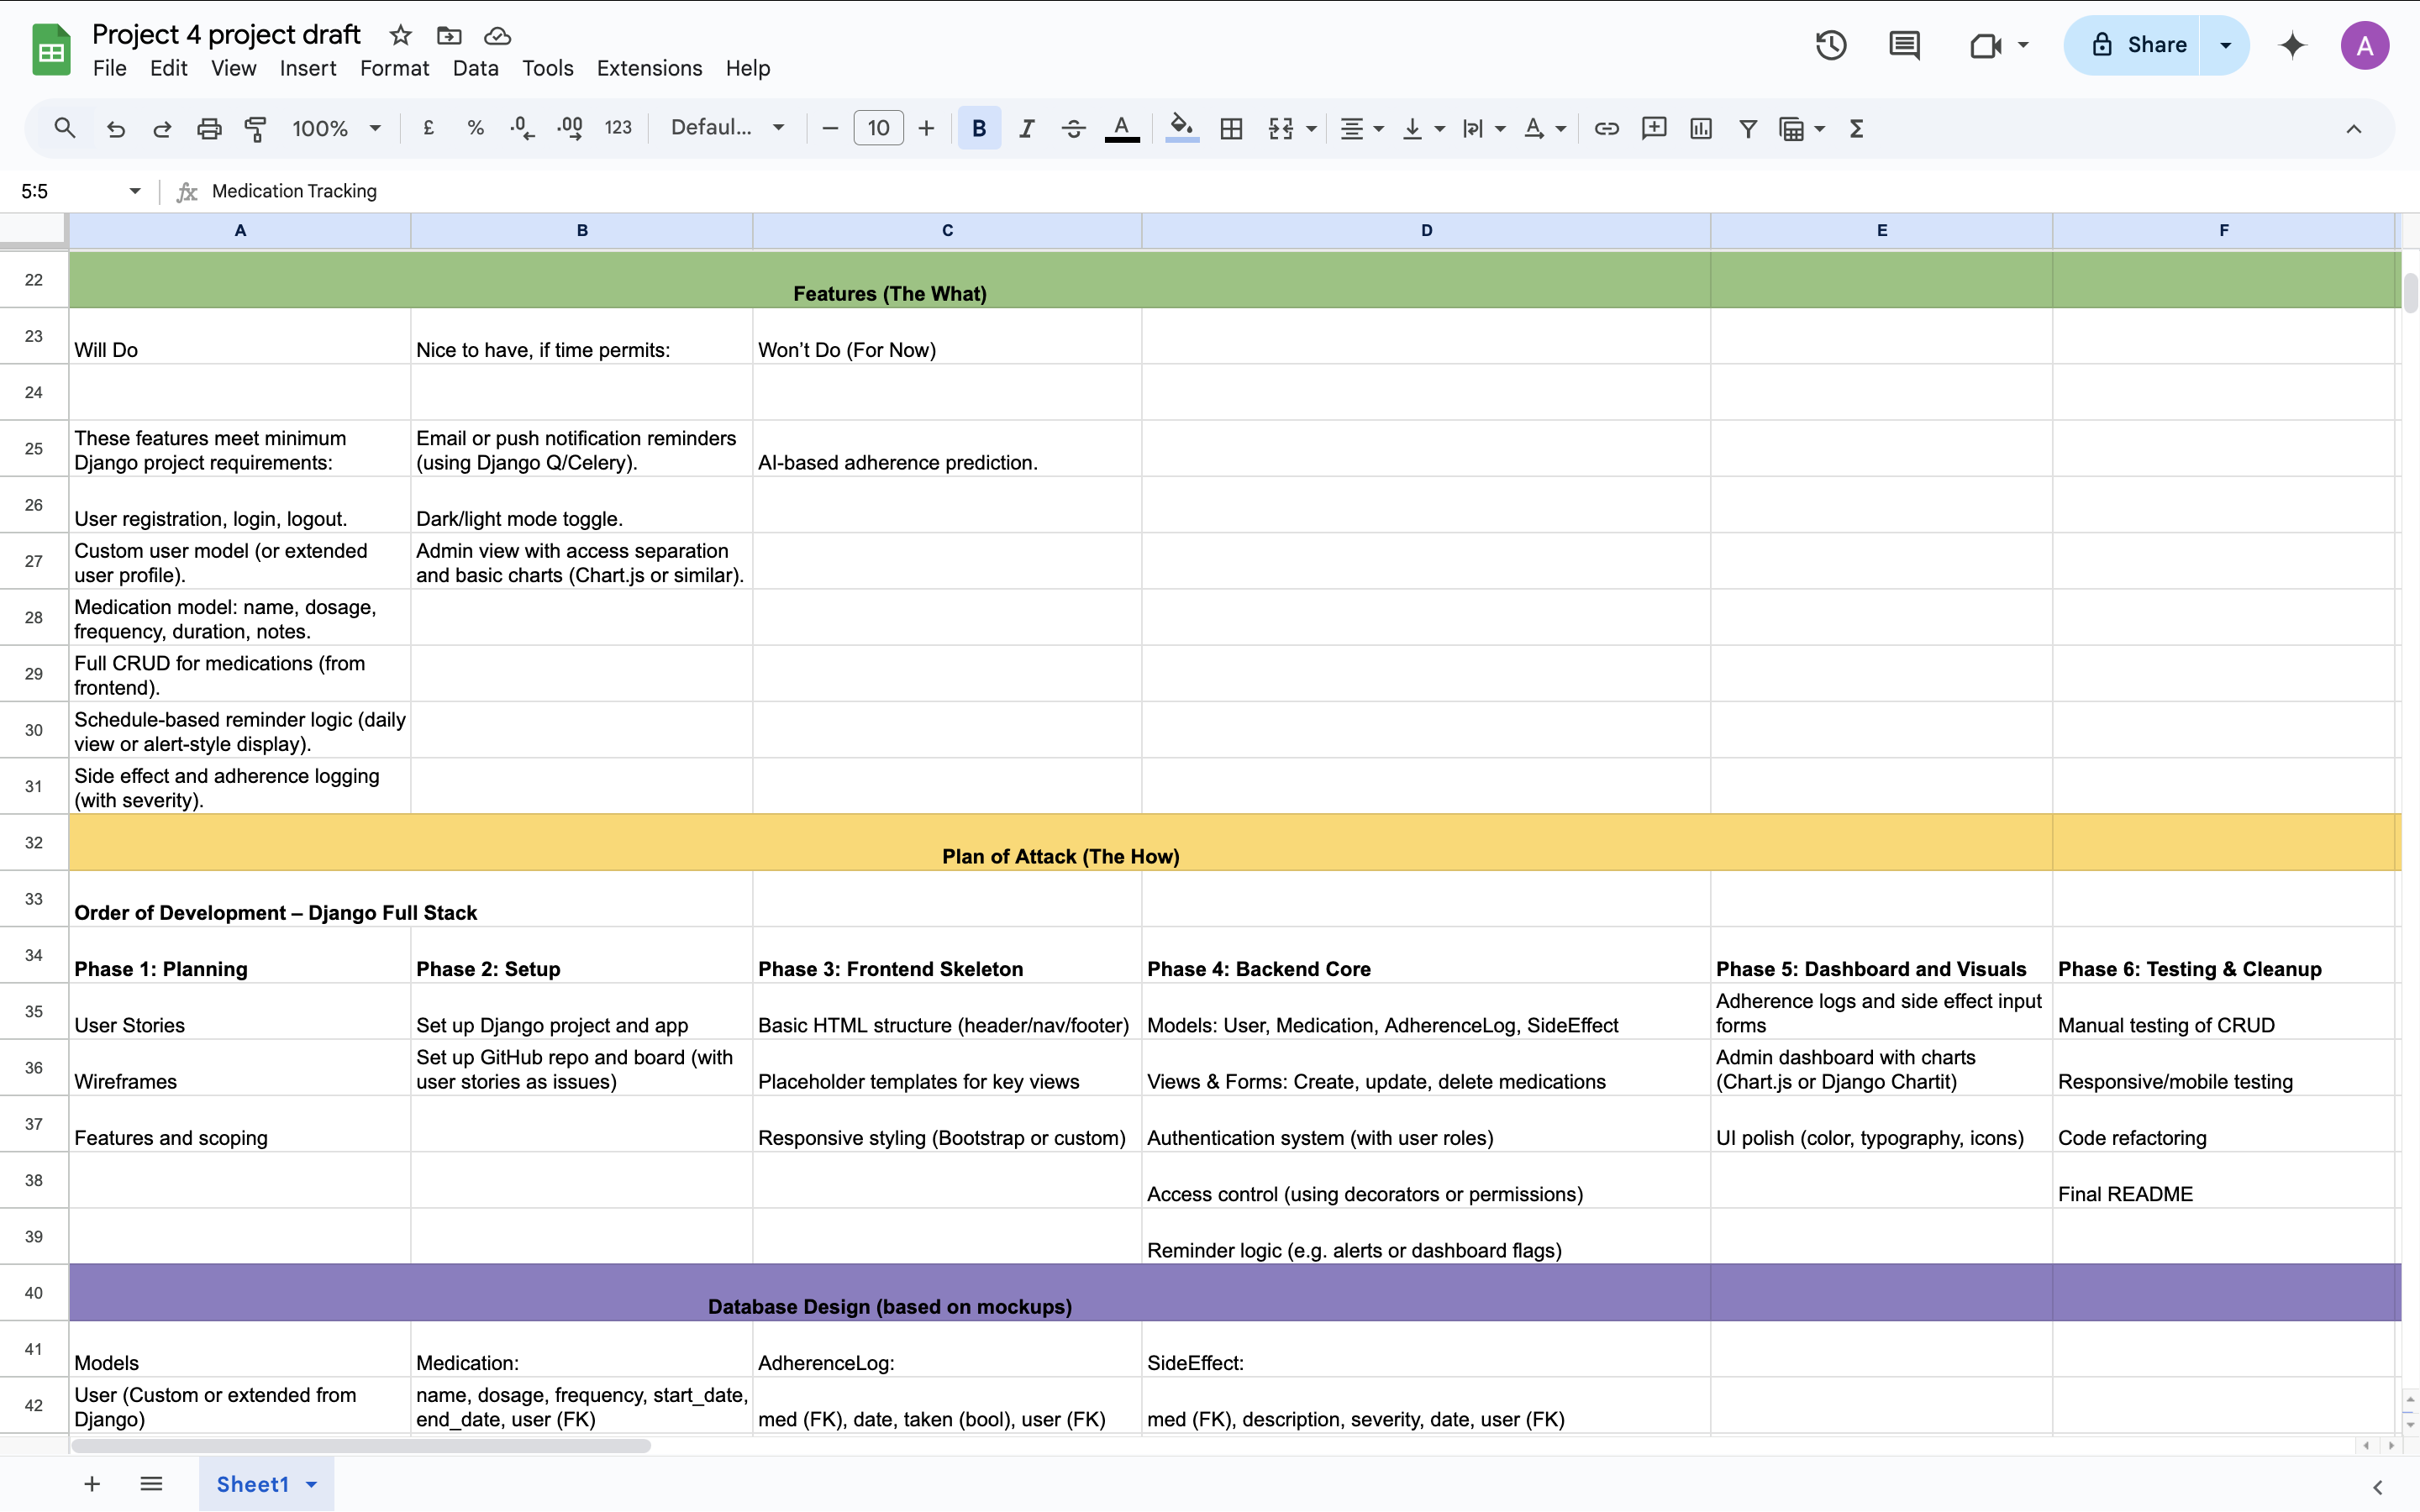 Project 4 project draft
File Edit View Insert Format Data Tools Extensions Help
Share
A
100% £ % .0 .00 123 Defaul... 10 B I A
5:5 Medication Tracking
A B C D E F
22 Features (The What)
23 Will Do Nice to have, if time permits: Won’t Do (For Now)
24
25 These features meet minimum
Django project requirements:
Email or push notification reminders
(using Django Q/Celery).
AI-based adherence prediction.
26 User registration, login, logout. Dark/light mode toggle.
27 Custom user model (or extended
user profile).
Admin view with access separation
and basic charts (Chart.js or similar).
28 Medication model: name, dosage,
frequency, duration, notes.
29 Full CRUD for medications (from
frontend).
30 Schedule-based reminder logic (daily
view or alert-style display).
31 Side effect and adherence logging
(with severity).
32 Plan of Attack (The How)
33 Order of Development – Django Full Stack
34 Phase 1: Planning Phase 2: Setup Phase 3: Frontend Skeleton Phase 4: Backend Core Phase 5: Dashboard and Visuals Phase 6: Testing & Cleanup
35 User Stories Set up Django project and app Basic HTML structure (header/nav/footer) Models: User, Medication, AdherenceLog, SideEffect
Adherence logs and side effect input
forms
Manual testing of CRUD
36 Wireframes
Set up GitHub repo and board (with
user stories as issues)
Placeholder templates for key views Views & Forms: Create, update, delete medications
Admin dashboard with charts
(Chart.js or Django Chartit)
Responsive/mobile testing
37 Features and scoping Responsive styling (Bootstrap or custom) Authentication system (with user roles) UI polish (color, typography, icons) Code refactoring
38 Access control (using decorators or permissions) Final README
39 Reminder logic (e.g. alerts or dashboard flags)
40 Database Design (based on mockups)
41 Models Medication: AdherenceLog: SideEffect:
42 User (Custom or extended from
Django)
name, dosage, frequency, start_date,
end_date, user (FK)
med (FK), date, taken (bool), user (FK) med (FK), description, severity, date, user (FK)
Sheet1